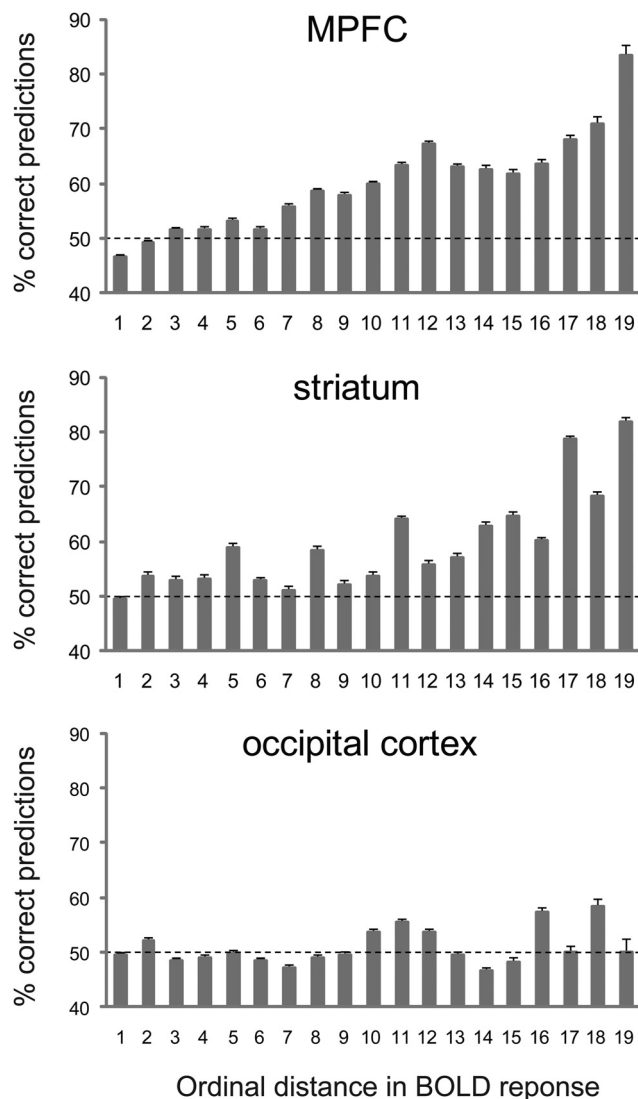 MPFC
% correct predictions
90
80
70
60
50
40
1 2 3 4 5 6 7 8 9 10 11 12 13 14 15 16 17 18 19
striatum
% correct predictions
90
80
70
60
50
40
1 2 3 4 5 6 7 8 9 10 11 12 13 14 15 16 17 18 19
occipital cortex
% correct predictions
90
80
70
60
50
40
1 2 3 4 5 6 7 8 9 10 11 12 13 14 15 16 17 18 19
Ordinal distance in BOLD reponse